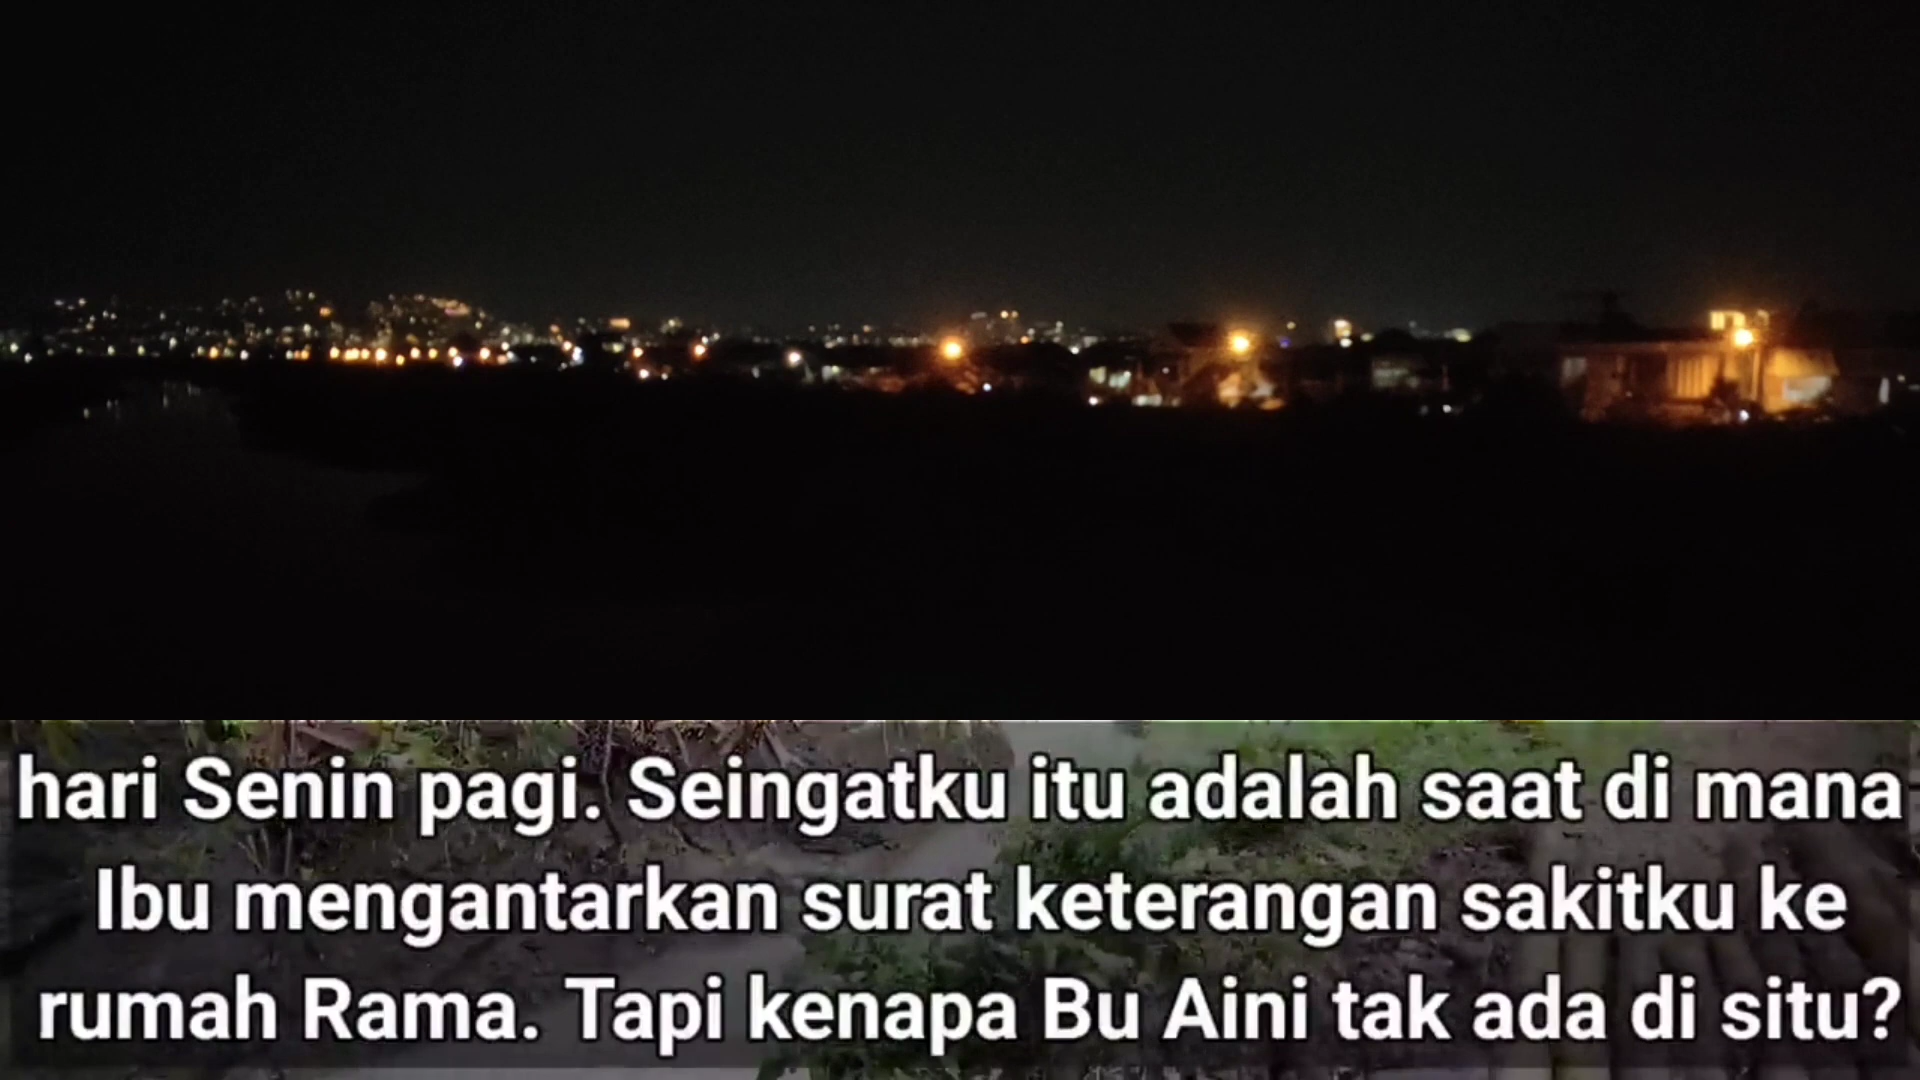 hari Senin pagi. Seingatku itu adalah saat di mana
Ibu mengantarkan surat keterangan sakitku ke
rumah Rama. Tapi kenapa Bu Aini tak ada di situ?